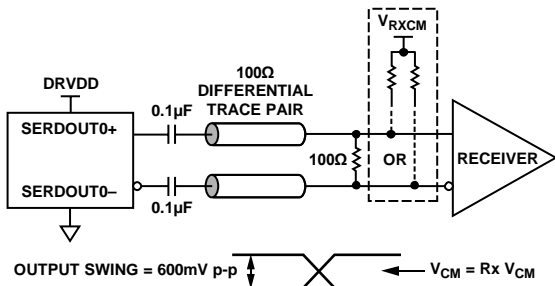 V_RXCM
DRVDD
100Ω
DIFFERENTIAL
TRACE PAIR
0.1µF
SERDOUT0+
100Ω
OR
RECEIVER
SERDOUT0–
0.1µF
OUTPUT SWING = 600mV p-p
V_CM = Rx V_CM